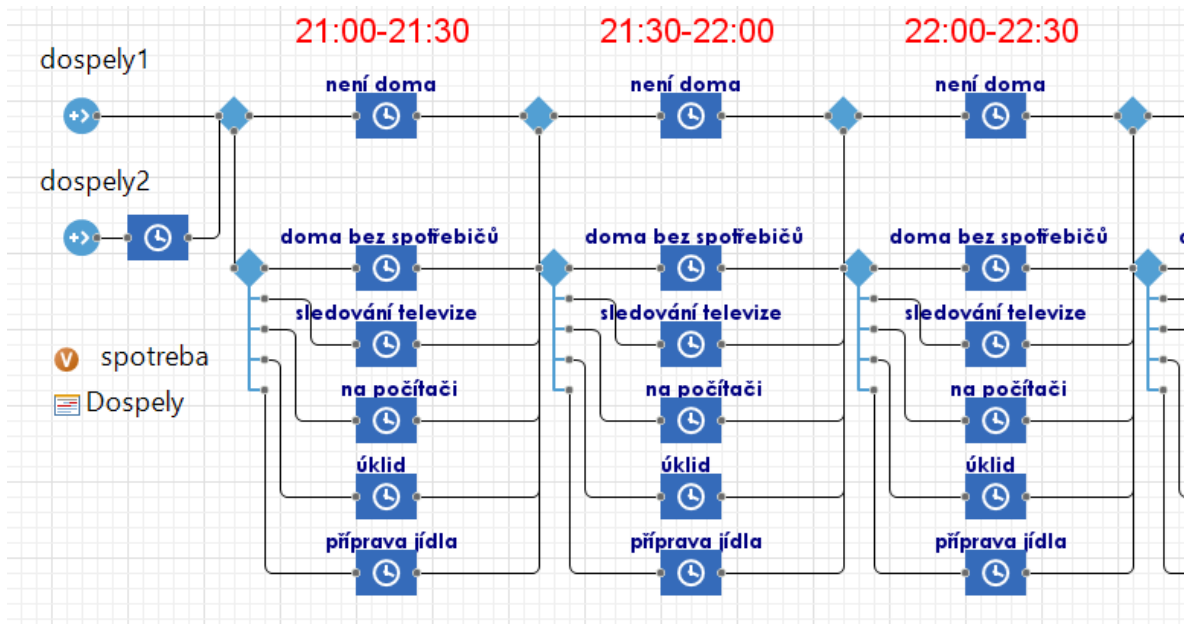 21:00-21:30 21:30-22:00 22:00-22:30
dospely1
není doma není doma není doma
dospely2
doma bez spotřebičů doma bez spotřebičů doma bez spotřebičů
sledování televize sledování televize sledování televize
spotreba
na počítači na počítači na počítači
Dospely
úklid úklid úklid
příprava jídla příprava jídla příprava jídla